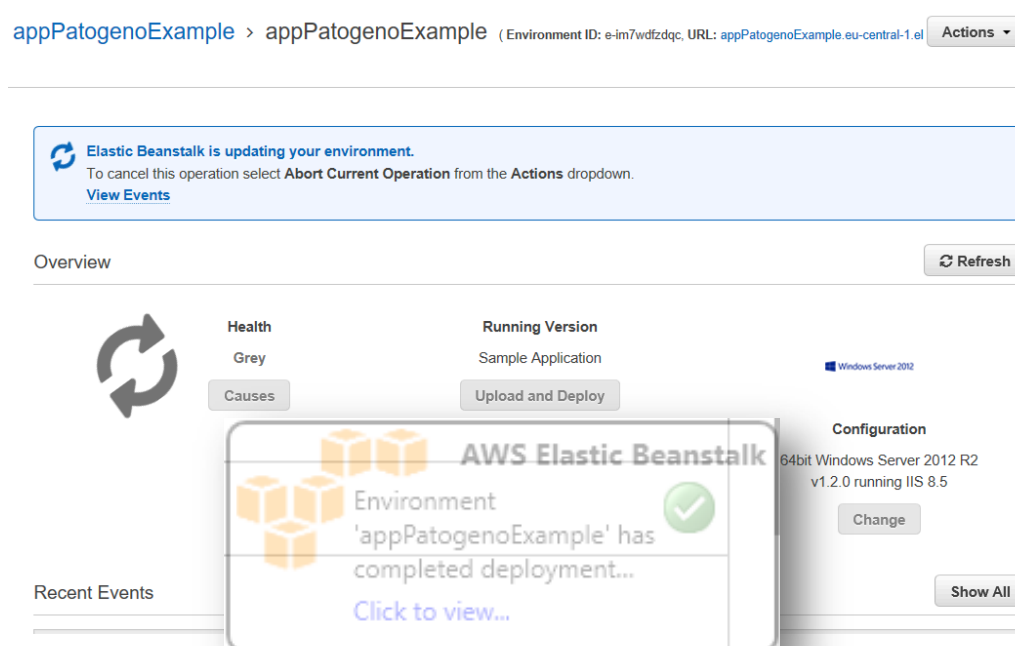 appPatogenoExample › appPatogenoExample ( Environment ID: e-im7wdfzdqc, URL: appPatogenoExample.eu-central-1.el
Actions
Elastic Beanstalk is updating your environment.
To cancel this operation select Abort Current Operation from the Actions dropdown.
View Events
Overview
Refresh
Health
Grey
Causes
Running Version
Sample Application
Upload and Deploy
Windows Server 2012
Configuration
64bit Windows Server 2012 R2
v1.2.0 running IIS 8.5
Change
AWS Elastic Beanstalk
Environment
'appPatogenoExample' has
completed deployment...
Click to view...
Recent Events
Show All